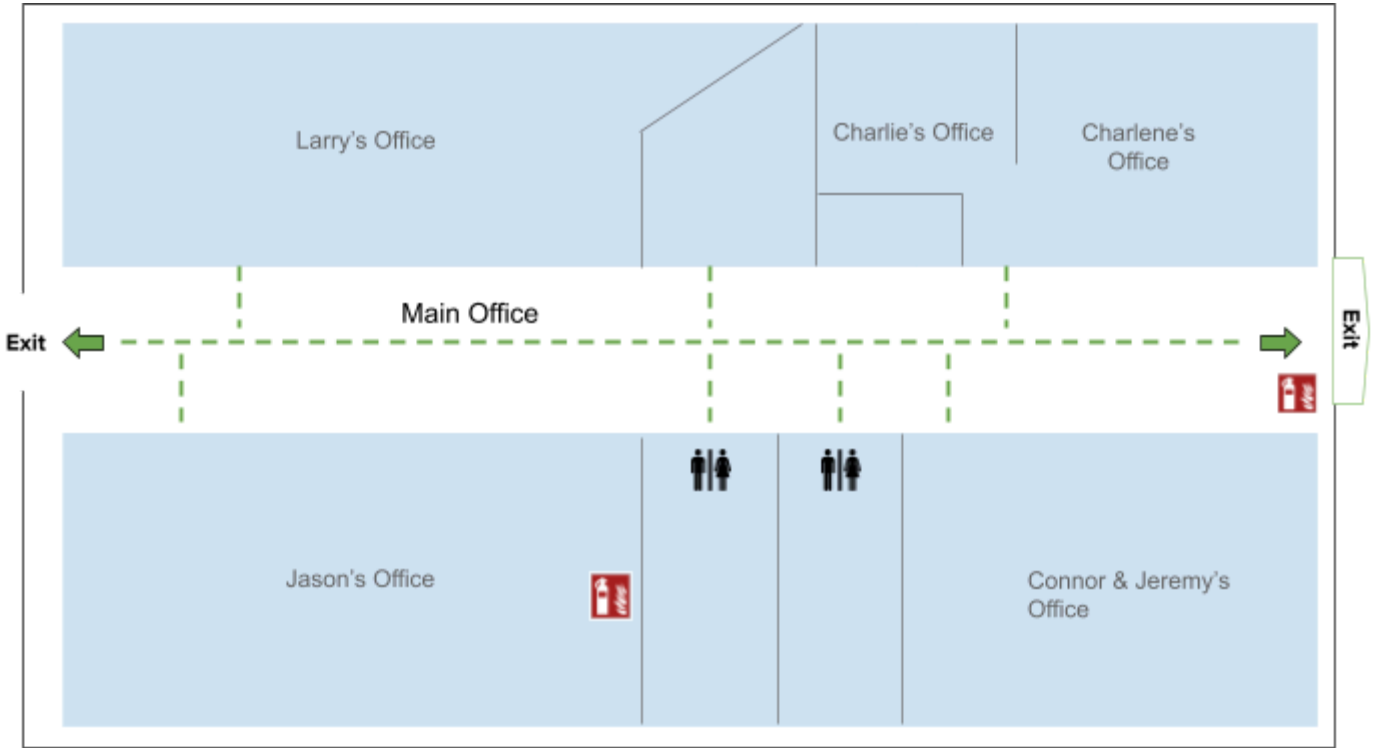 Larry's Office
Charlie's Office
Charlene's
Office
Main Office
Exit
Exit
Jason's Office
Connor & Jeremy's
Office